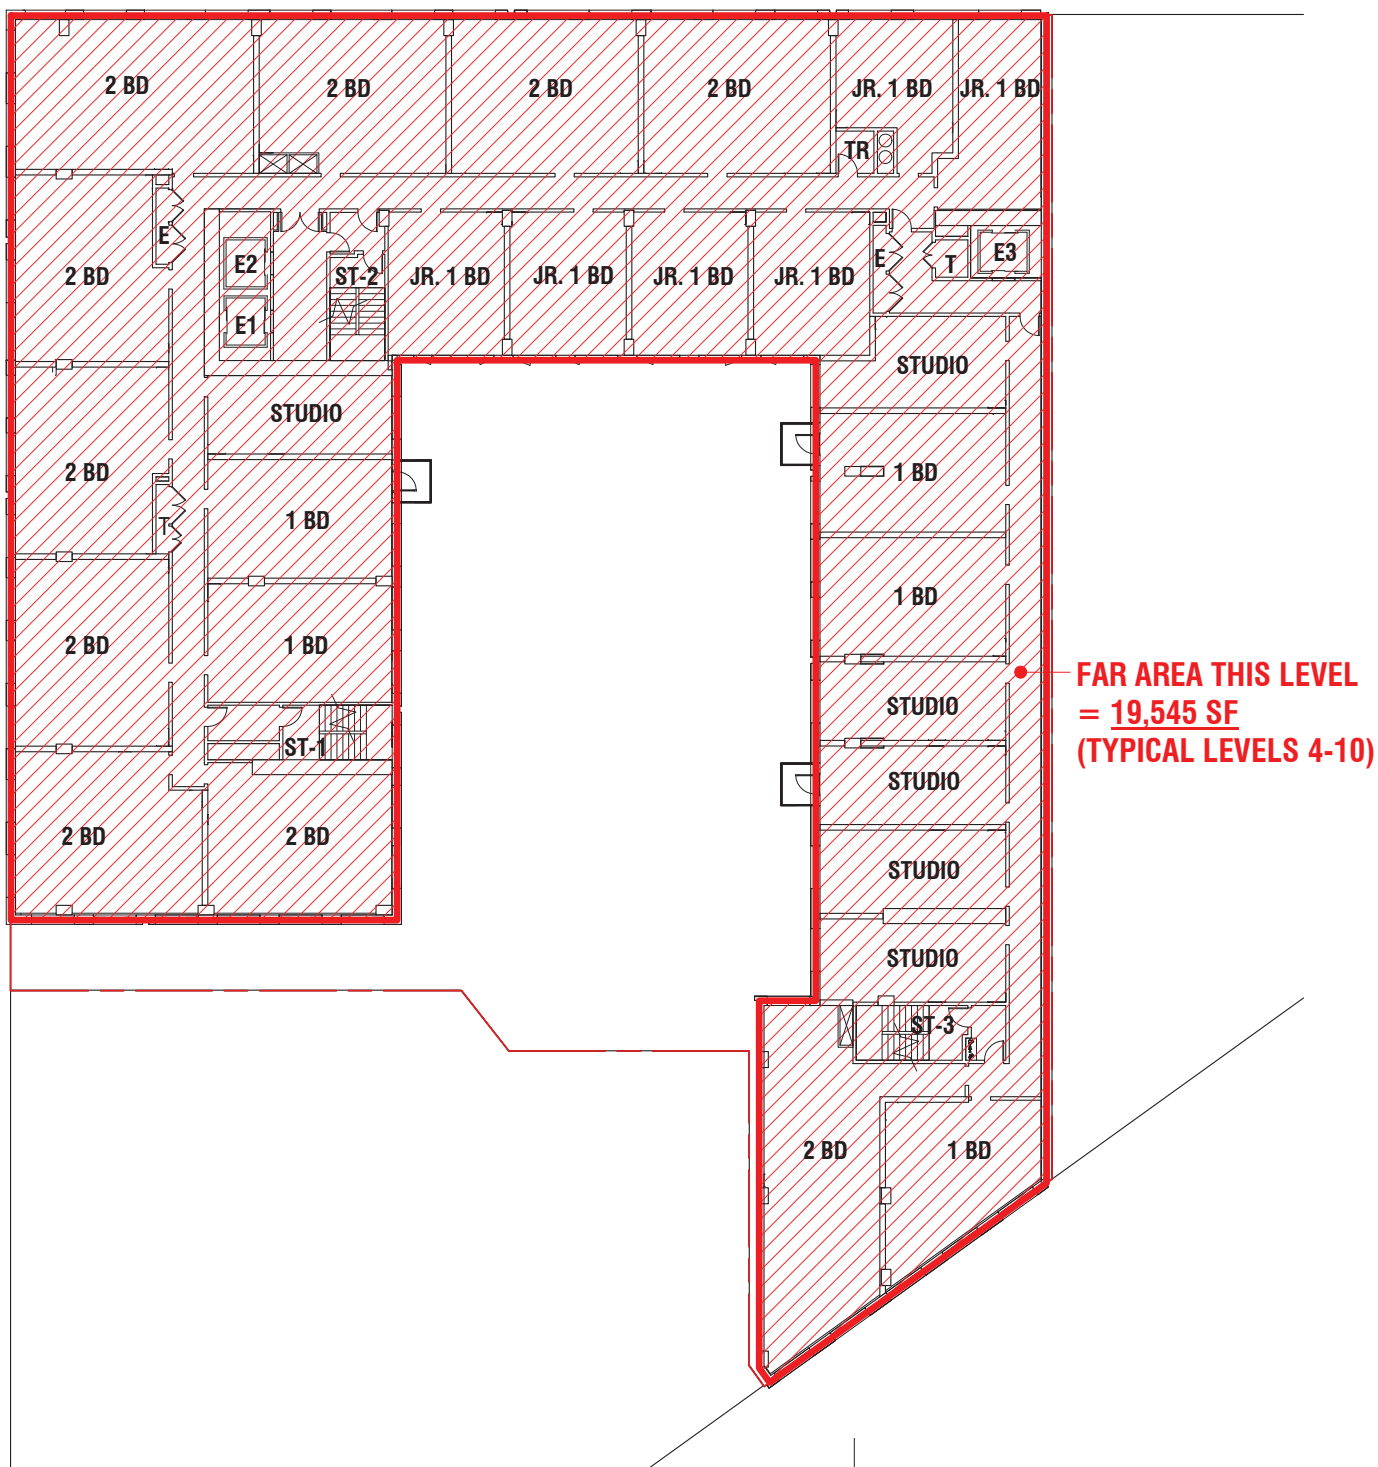 2 BD
2 BD
2 BD
2 BD
JR. 1 BD
JR. 1 BD
TR
E
E2
ST-2
2 BD
JR. 1 BD
JR. 1 BD
JR. 1 BD
JR. 1 BD
E
T
E3
E1
STUDIO
STUDIO
2 BD
1 BD
T
1 BD
1 BD
2 BD
1 BD
FAR AREA THIS LEVEL
= 19,545 SF
(TYPICAL LEVELS 4-10)
STUDIO
ST-1
STUDIO
2 BD
2 BD
STUDIO
STUDIO
ST-3
2 BD
1 BD